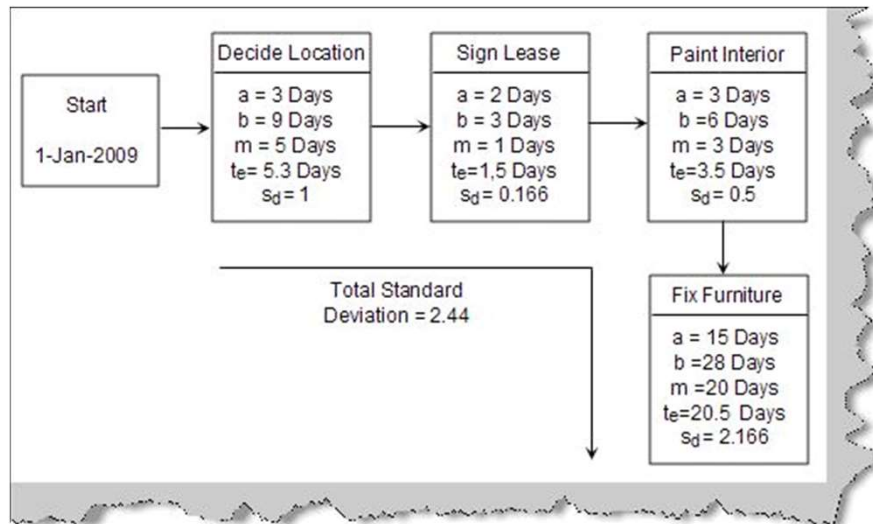 Start
1-Jan-2009
Decide Location
a = 3 Days
b = 9 Days
m = 5 Days
te= 5.3 Days
sd = 1
Sign Lease
a = 2 Days
b = 3 Days
m = 1 Days
te=1,5 Days
sd = 0.166
Paint Interior
a = 3 Days
b =6 Days
m = 3 Days
te=3.5 Days
sd = 0.5
Total Standard
Deviation = 2.44
Fix Furniture
a = 15 Days
b =28 Days
m =20 Days
te=20.5 Days
sd = 2.166